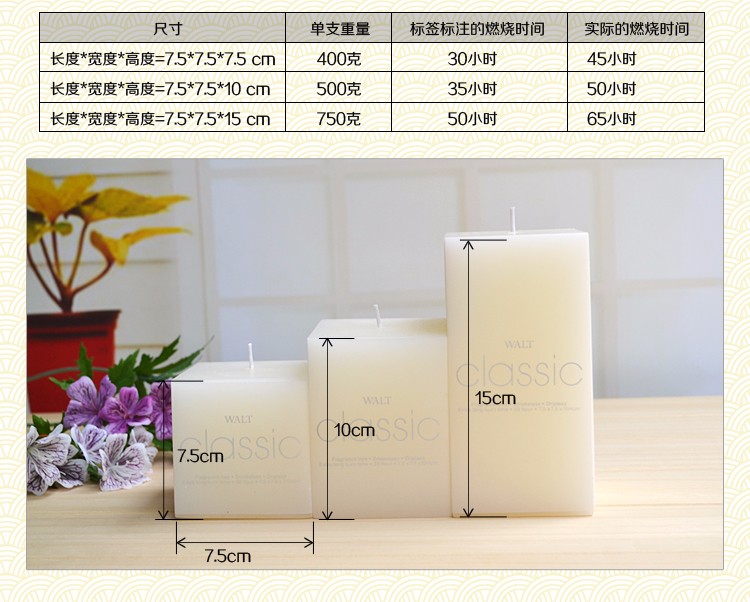 尺寸 单支重量 标签标注的燃烧时间 实际的燃烧时间
长度*宽度*高度=7.5*7.5*7.5 cm 400克 30小时 45小时
长度*宽度*高度=7.5*7.5*10 cm 500克 35小时 50小时
长度*宽度*高度=7.5*7.5*15 cm 750克 50小时 65小时
WALT
classic
15cm
WALT
classic
10cm
WALT
classic
7.5cm
7.5cm